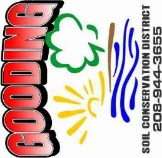 GOODING
SOIL CONSERVATION DISTRICT
208-944-3655